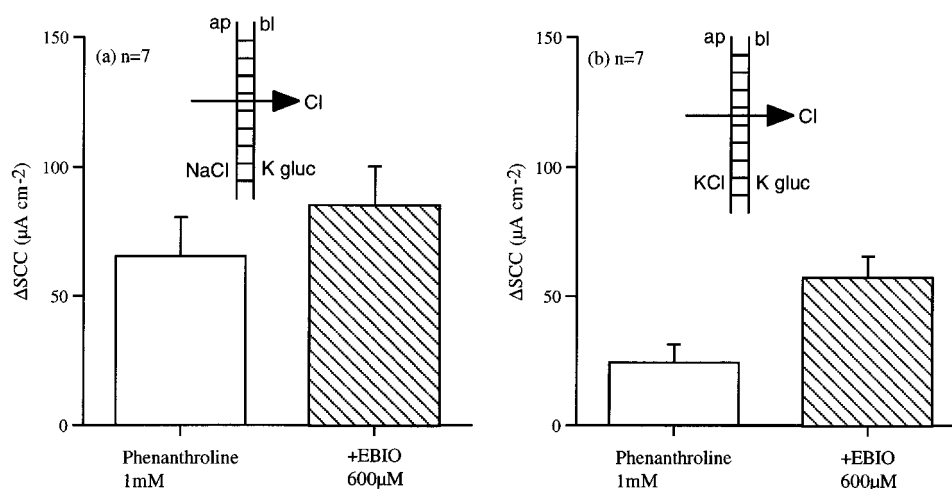 150
100
50
0
ΔSCC (µA cm-2)
(a) n=7
ap bl
Cl
NaCl K gluc
Phenanthroline
1mM
+EBIO
600µM
150
100
50
0
ΔSCC (µA cm-2)
(b) n=7
ap bl
Cl
KCl K gluc
Phenanthroline
1mM
+EBIO
600µM